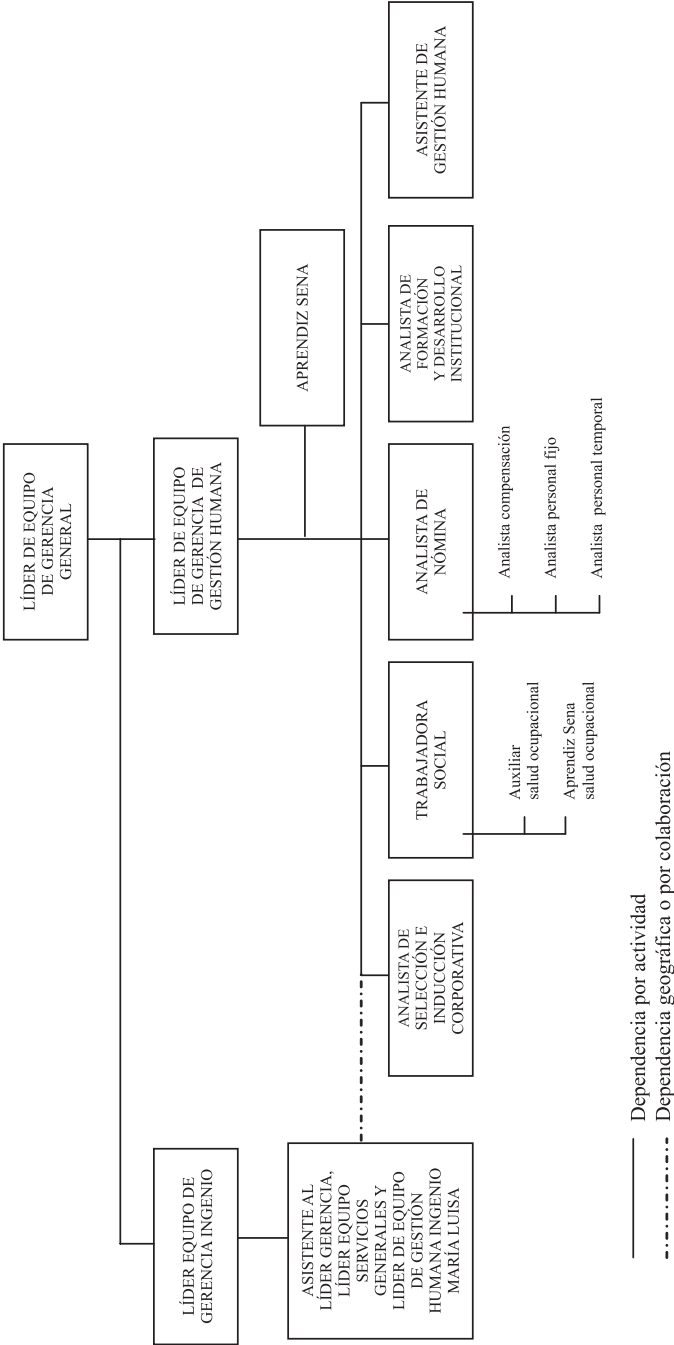 LÍDER DE EQUIPO
DE GERENCIA
GENERAL
LÍDER EQUIPO DE
GERENCIA INGENIO
LÍDER DE EQUIPO
DE GERENCIA DE
GESTIÓN HUMANA
APRENDIZ SENA
ASISTENTE AL
LÍDER GERENCIA,
LÍDER EQUIPO
SERVICIOS
GENERALES Y
LIDER DE EQUIPO
DE GESTIÓN
HUMANA INGENIO
MARÍA LUISA
ANALISTA DE
SELECCIÓN E
INDUCCIÓN
CORPORATIVA
TRABAJADORA
SOCIAL
ANALISTA DE
NÓMINA
ANALISTA DE
FORMACIÓN
Y DESARROLLO
INSTITUCIONAL
ASISTENTE DE
GESTIÓN HUMANA
Auxiliar
salud ocupacional
Aprendiz Sena
salud ocupacional
Analista compensación
Analista personal fijo
Analista personal temporal
Dependencia por actividad
Dependencia geográfica o por colaboración